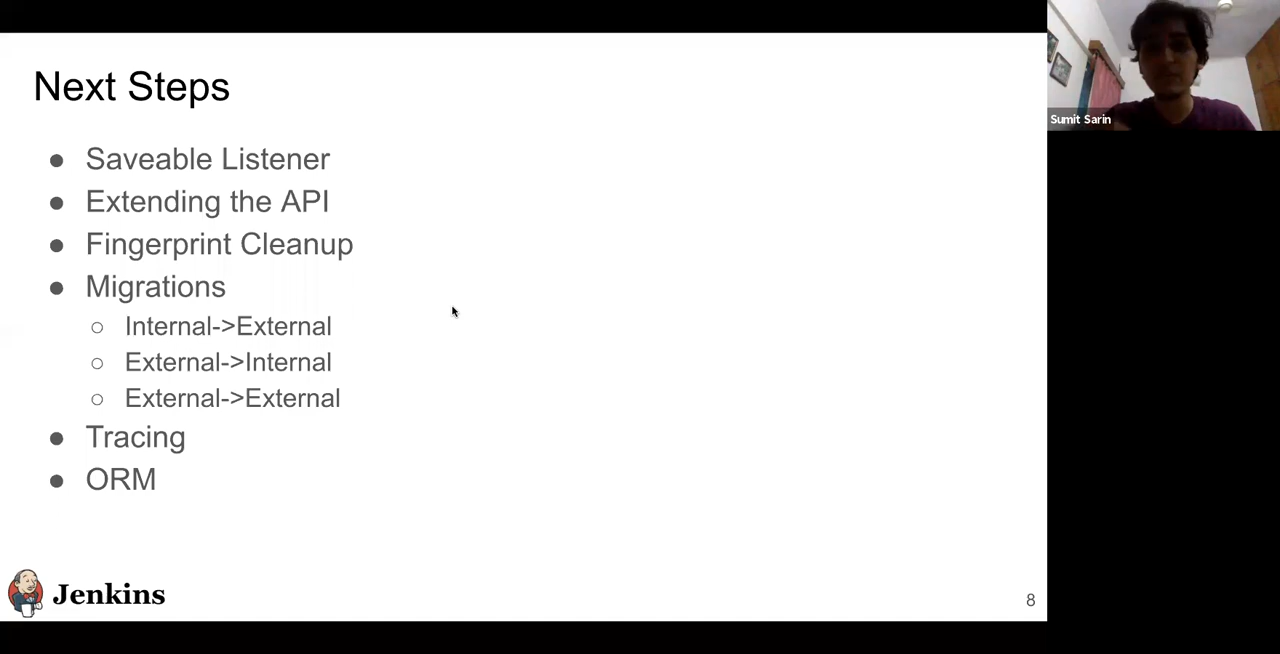 Next Steps
● Saveable Listener
● Extending the API
● Fingerprint Cleanup
● Migrations
○ Internal->External
○ External->Internal
○ External->External
● Tracing
● ORM
Jenkins
8
Sumit Sarin